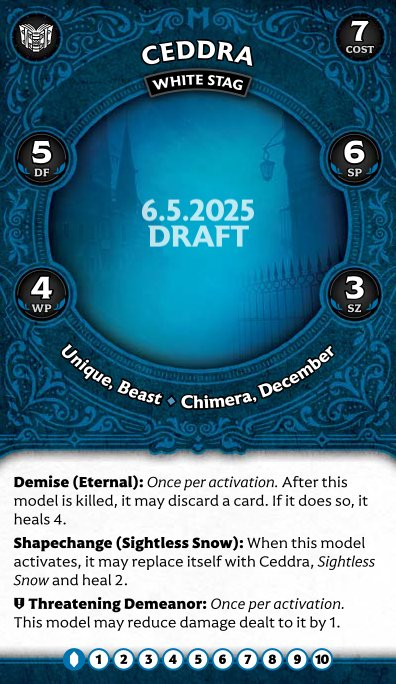 7
COST
CEDDRA
WHITE STAG
5
DF
6
SP
6.5.2025
DRAFT
4
WP
3
SZ
Unique, Beast ◆ Chimera, December
Demise (Eternal): Once per activation. After this
model is killed, it may discard a card. If it does so, it
heals 4.
Shapechange (Sightless Snow): When this model
activates, it may replace itself with Ceddra, Sightless
Snow and heal 2.
Threatening Demeanor: Once per activation.
This model may reduce damage dealt to it by 1.
1 2 3 4 5 6 7 8 9 10